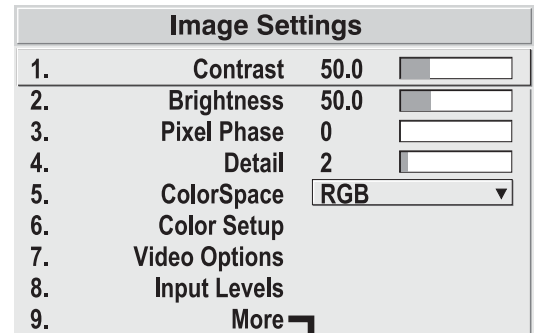 Image Settings
1. Contrast 50.0
2. Brightness 50.0
3. Pixel Phase 0
4. Detail 2
5. ColorSpace RGB
6. Color Setup
7. Video Options
8. Input Levels
9. More